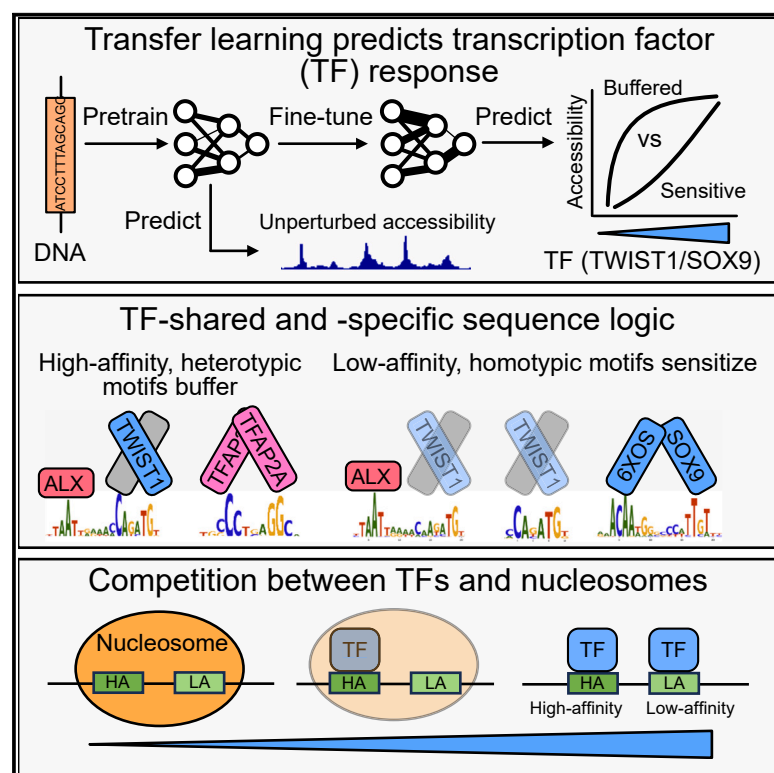 Transfer learning predicts transcription factor
(TF) response
ATCCTTTAGCAGG
DNA
Pretrain
Fine-tune
Predict
Predict
Unperturbed accessibility
Accessibility
Buffered
vs
Sensitive
TF (TWIST1/SOX9)
TF-shared and -specific sequence logic
High-affinity, heterotypic
motifs buffer
Low-affinity, homotypic motifs sensitize
ALX
TWIST1
TFAP2A
ALX
TWIST1
TWIST1
SOX9
SOX9
Competition between TFs and nucleosomes
Nucleosome
HA
LA
TF
HA
LA
TF
TF
HA
LA
High-affinity
Low-affinity